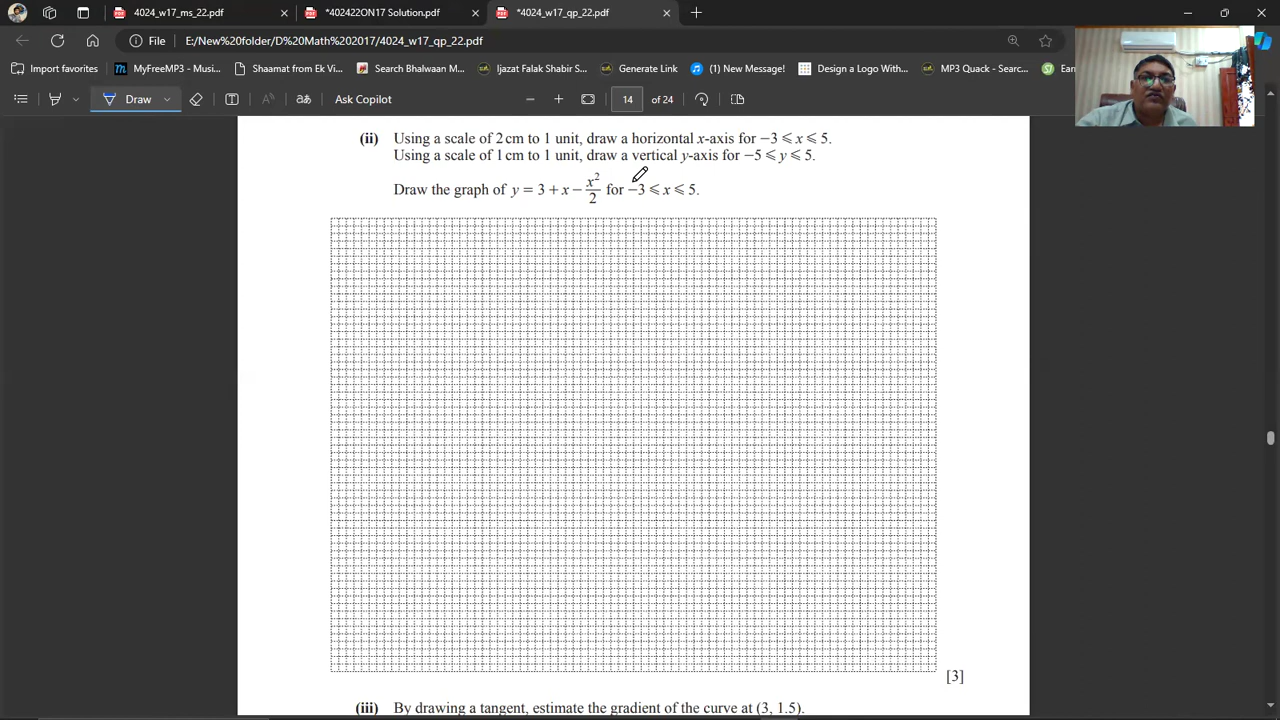 4024_w17_ms_22.pdf
*402422ON17 Solution.pdf
*4024_w17_qp_22.pdf
File
E:/New%20folder/D%20Math%202017/4024_w17_qp_22.pdf
Import favorites
MyFreeMP3 - Musi...
Shaamat from Ek Vi...
Search Bhalwaan M...
Ijazat Falak Shabir S...
Generate Link
(1) New Message!
Design a Logo With...
MP3 Quack - Searc...
Ear
Draw
aあ
Ask Copilot
14 of 24
(ii) Using a scale of 2 cm to 1 unit, draw a horizontal x-axis for −3 ⩽ x ⩽ 5.
Using a scale of 1 cm to 1 unit, draw a vertical y-axis for −5 ⩽ y ⩽ 5.
Draw the graph of y = 3 + x − x²/2 for −3 ⩽ x ⩽ 5.
[3]
(iii) By drawing a tangent, estimate the gradient of the curve at (3, 1.5).